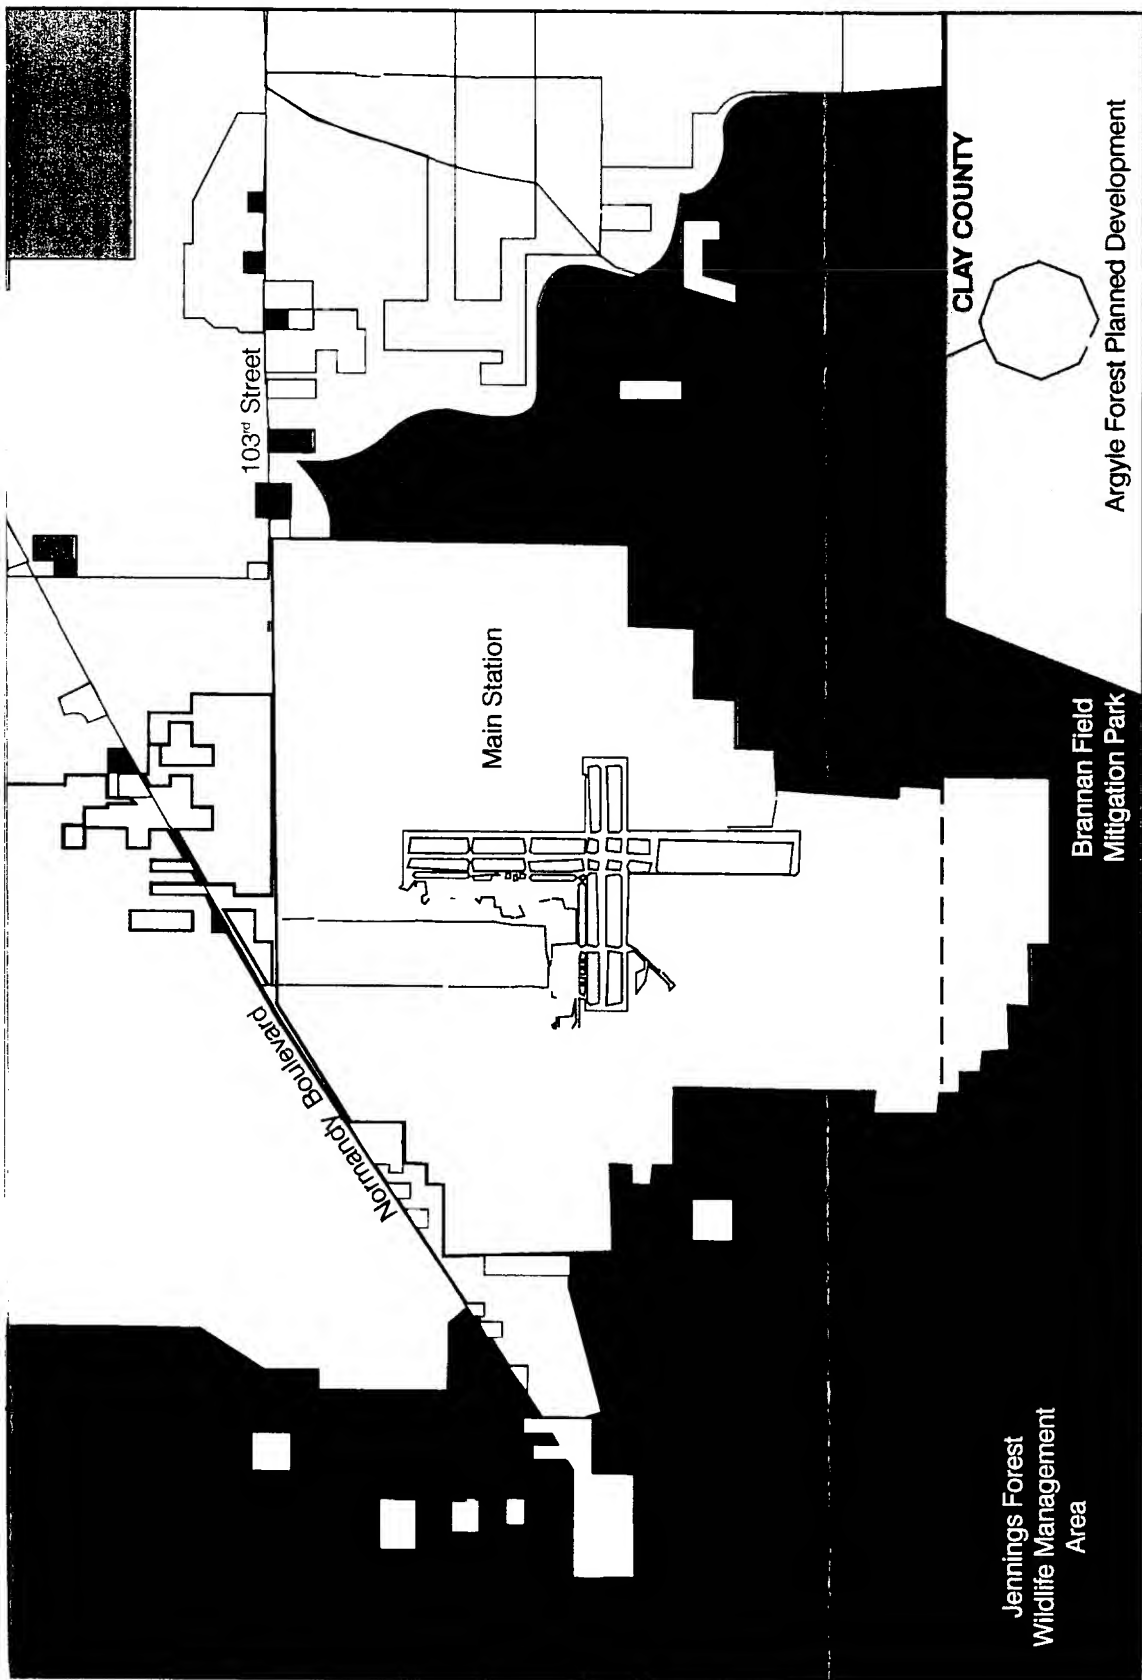 103rd Street
Normandy Boulevard
Main Station
CLAY COUNTY
Jennings Forest
Wildlife Management
Area
Brannan Field
Mitigation Park
Argyle Forest Planned Development